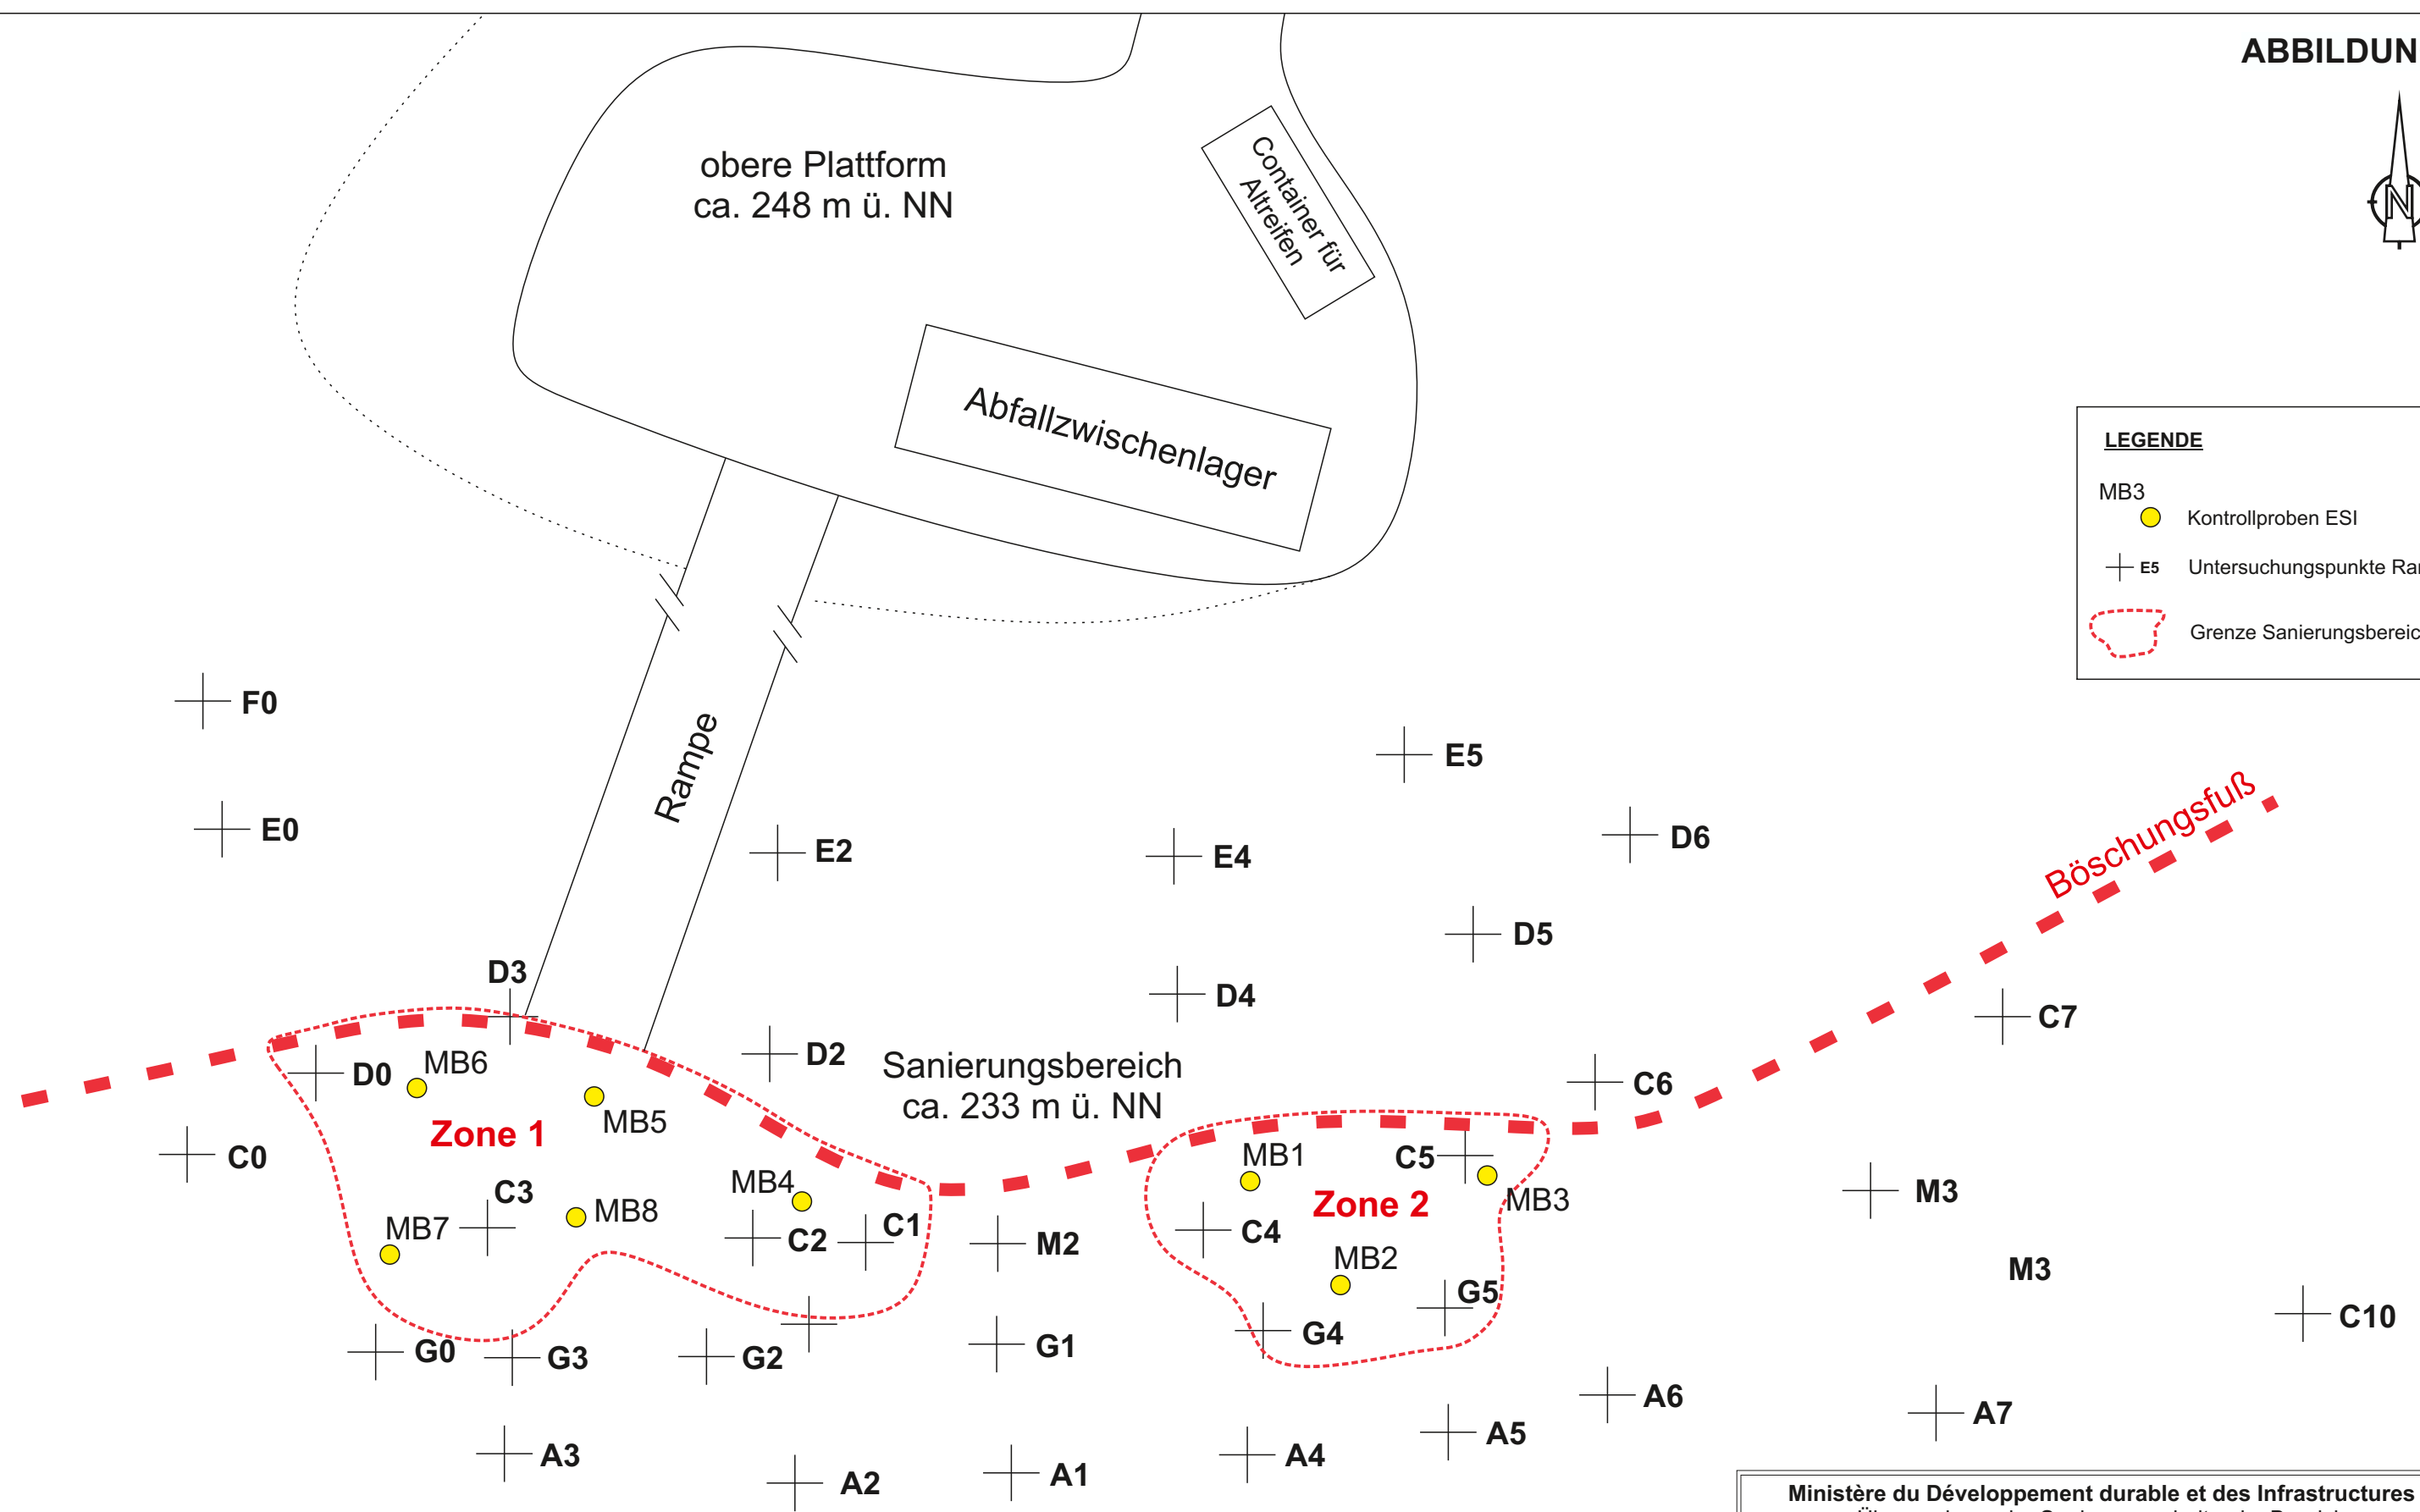 ABBILDUN
N
obere Plattform
ca. 248 m ü. NN
Container für
Altreifen
Abfallzwischenlager
LEGENDE
MB3
Kontrollproben ESI
E5 Untersuchungspunkte
Grenze Sanierungsbereic
F0
E0
Rampe
E5
E2
E4
D6
Böschungsfuß
D5
D3
D4
C7
D0
MB6
D2
Sanierungsbereich
ca. 233 m ü. NN
C6
MB5
Zone 1
C0
MB1
C5
C3
MB4
Zone 2
MB3
M3
MB7
MB8
C2
C1
M2
C4
MB2
M3
G5
C10
G0
G3
G2
G1
G4
A6
A7
A3
A2
A1
A4
A5
Ministère du Développement durable et des Infrastructures